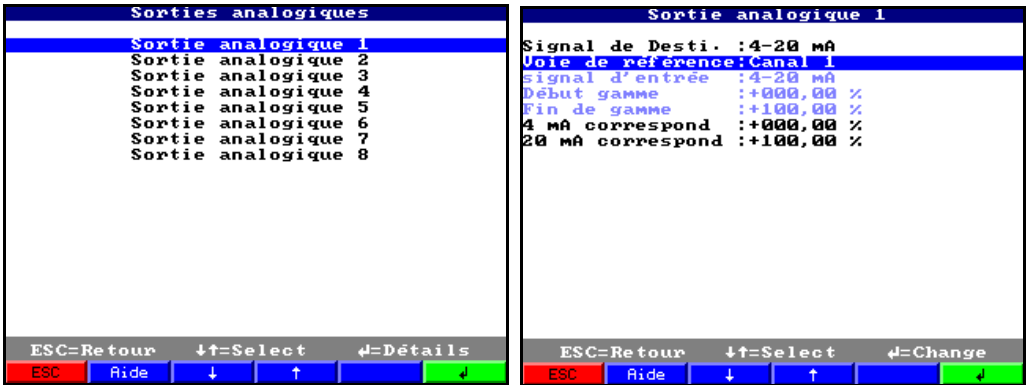 Sorties analogiques
Sortie analogique 1
Sortie analogique 2
Sortie analogique 3
Sortie analogique 4
Sortie analogique 5
Sortie analogique 6
Sortie analogique 7
Sortie analogique 8
ESC=Retour ↓↑=Select ↲=Détails
ESC Aide ↓ ↑ ↲
Sortie analogique 1
Signal de Desti. :4-20 mA
Voie de référence:Canal 1
signal d'entrée :4-20 mA
Début gamme :+000,00 %
Fin de gamme :+100,00 %
4 mA correspond :+000,00 %
20 mA correspond :+100,00 %
ESC=Retour ↓↑=Select ↲=Change
ESC Aide ↓ ↑ ↲